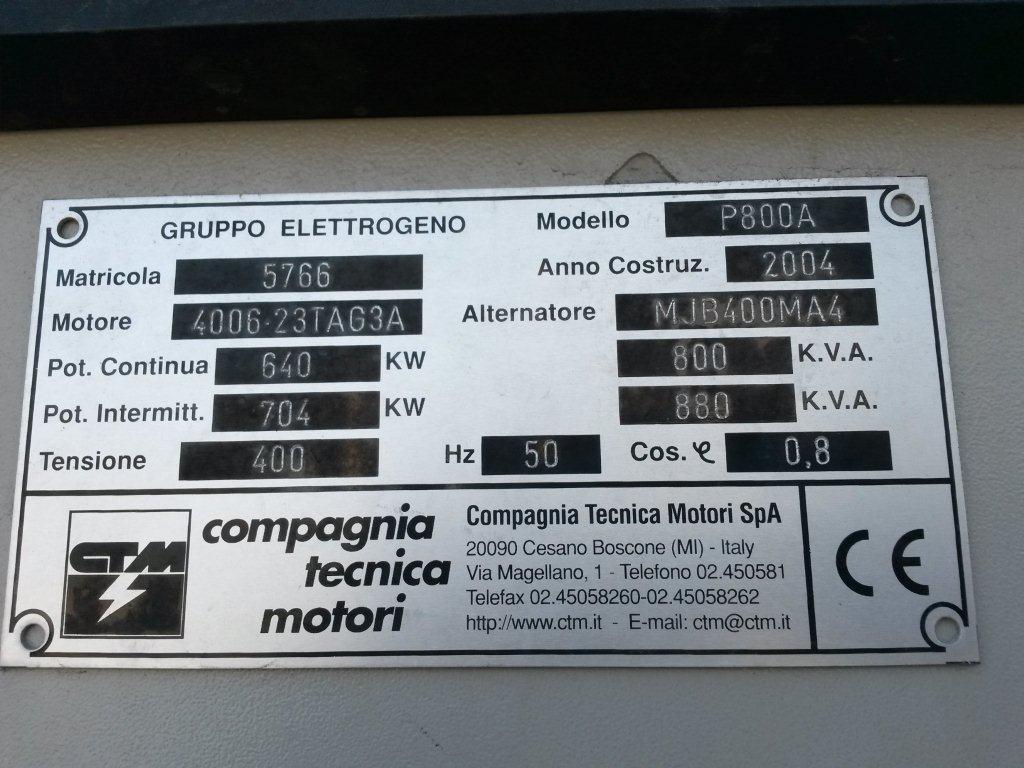 GRUPPO ELETTROGENO Modello P800A
Matricola 5766 Anno Costruz. 2004
Motore 4006-23TAG3A Alternatore MJB400MA4
Pot. Continua 640 KW 800 K.V.A.
Pot. Intermitt. 704 KW 880 K.V.A.
Tensione 400 Hz 50 Cos. φ 0,8
CTM
compagnia
tecnica
motori
Compagnia Tecnica Motori SpA
20090 Cesano Boscone (MI) - Italy
Via Magellano, 1 - Telefono 02.450581
Telefax 02.45058260-02.45058262
http://www.ctm.it - E-mail: ctm@ctm.it
CE